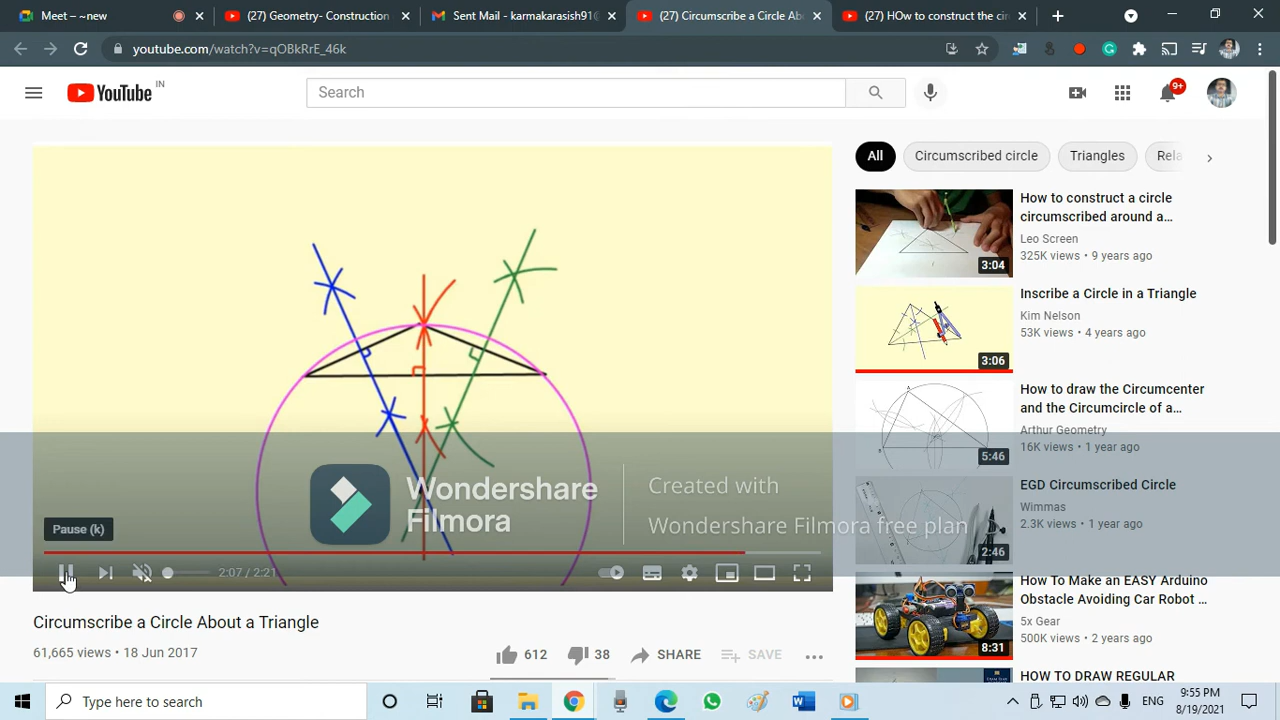 Meet – ~new
(27) Geometry - Construction
Sent Mail - karmakarasish91@
(27) Circumscribe a Circle Abo
(27) HOw to construct the cir
youtube.com/watch?v=qOBkRrE_46k
YouTube IN
Search
9+
All
Circumscribed circle
Triangles
Rela
How to construct a circle
circumscribed around a...
Leo Screen
325K views • 9 years ago
3:04
Inscribe a Circle in a Triangle
Kim Nelson
53K views • 4 years ago
3:06
How to draw the Circumcenter
and the Circumcircle of a...
Arthur Geometry
16K views • 1 year ago
5:46
EGD Circumscribed Circle
Wimmas
2.3K views • 1 year ago
2:46
How To Make an EASY Arduino
Obstacle Avoiding Car Robot ...
5x Gear
500K views • 2 years ago
8:31
HOW TO DRAW REGULAR
Wondershare
Filmora
Created with
Wondershare Filmora free plan
Pause (k)
2:07 / 2:21
Circumscribe a Circle About a Triangle
61,665 views • 18 Jun 2017
612
38
SHARE
SAVE
Type here to search
ENG
9:55 PM
8/19/2021